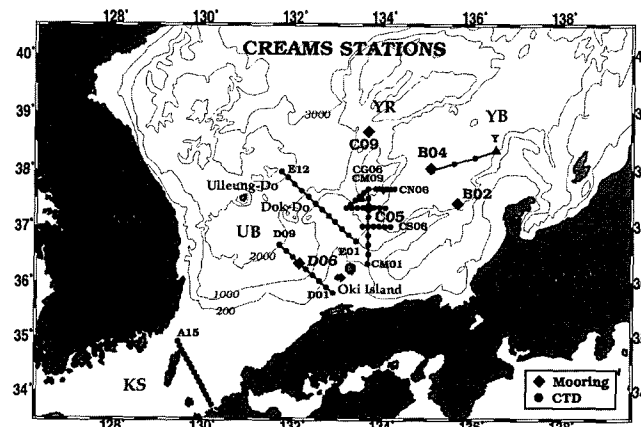 130° 132° 134° 136° 138°
40°
CREAMS STATIONS
39°
3000
YR
YB
C09
Y
B04
38°
E12
CG06
CM09
CN06
Ulleung-Do
B02
Dok-Do
C05
37°
D09
UB
CS06
E01
2000
D06
36°
CM01
D01
Oki Island
1000
200
35°
A15
KS
34°
Mooring
CTD
130° 132° 134° 136° 138°